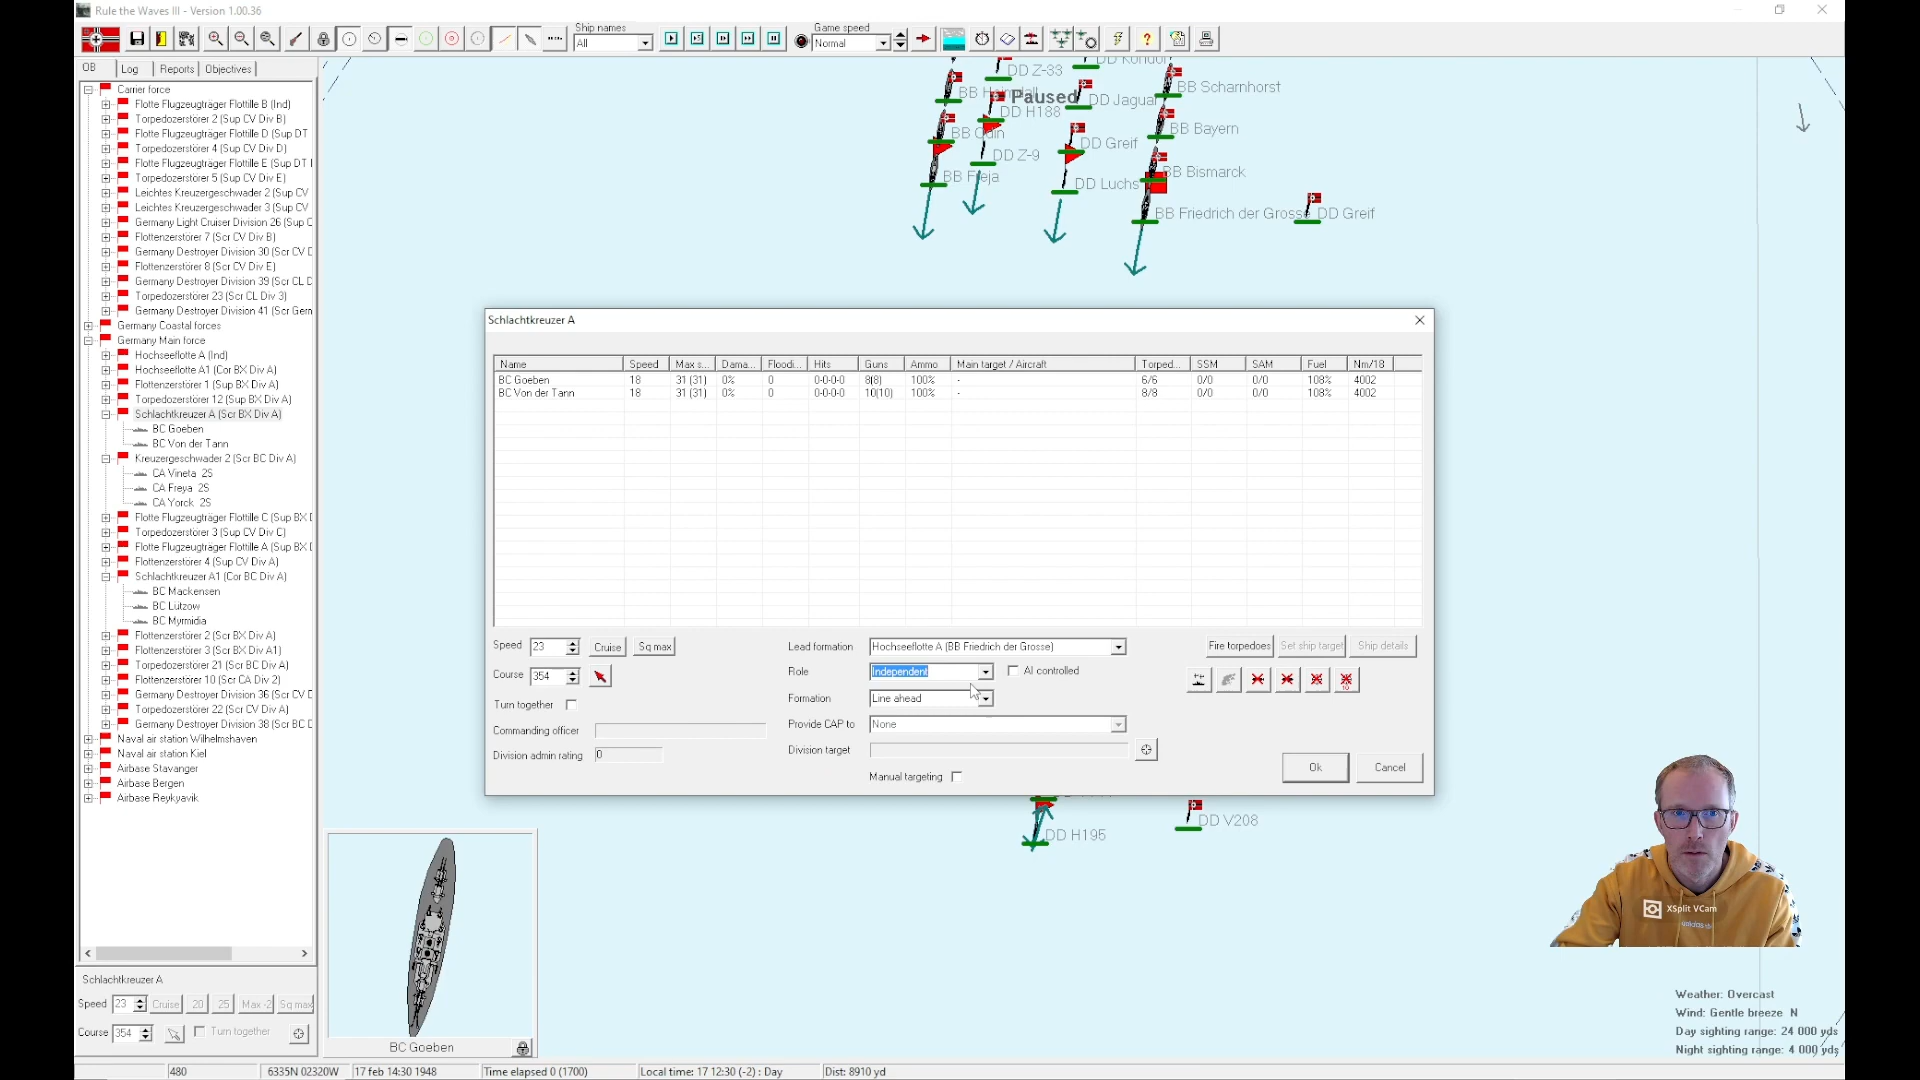 Rule the Waves III - Version 1.00.36
Ship names
All
Game speed
Normal
OB
Log
Reports
Objectives
Carrier force
Flotte Flugzeugträger Flottille B (Ind)
Torpedozerstörer 2 (Sup CV Div B)
Flotte Flugzeugträger Flottille D (Sup DT
Torpedozerstörer 4 (Sup CV Div D)
Flotte Flugzeugträger Flottille E (Sup DT
Torpedozerstörer 5 (Sup CV Div E)
Leichtes Kreuzergeschwader 2 (Sup CV
Leichtes Kreuzergeschwader 3 (Sup CV
Germany Light Cruiser Division 26 (Sup C
Flottenzerstörer 7 (Scr CV Div B)
Germany Destroyer Division 30 (Scr CV D
Flottenzerstörer 8 (Scr CV Div E)
Germany Destroyer Division 39 (Scr CL D
Torpedozerstörer 23 (Scr CL Div 3)
Germany Destroyer Division 41 (Scr Germ
Germany Coastal forces
Germany Main force
Hochseeflotte A (Ind)
Hochseeflotte A1 (Cor BX Div A)
Flottenzerstörer 1 (Sup BX Div A)
Torpedozerstörer 12 (Sup BX Div A)
Schlachtkreuzer A (Scr BX Div A)
BC Goeben
BC Von der Tann
Kreuzergeschwader 2 (Scr BC Div A)
CA Vineta 2S
CA Freya 2S
CA Yorck 2S
Flotte Flugzeugträger Flottille C (Sup BX D
Torpedozerstörer 3 (Sup CV Div C)
Flotte Flugzeugträger Flottille A (Sup BX D
Flottenzerstörer 4 (Sup CV Div A)
Schlachtkreuzer A1 (Cor BC Div A)
BC Mackensen
BC Lützow
BC Myrmidia
Flottenzerstörer 2 (Scr BX Div A)
Flottenzerstörer 3 (Scr BX Div A1)
Torpedozerstörer 21 (Scr BC Div A)
Flottenzerstörer 10 (Scr CA Div 2)
Germany Destroyer Division 36 (Scr CV D
Torpedozerstörer 22 (Scr CV Div A)
Germany Destroyer Division 38 (Scr BC D
Naval air station Wilhelmshaven
Naval air station Kiel
Airbase Stavanger
Airbase Bergen
Airbase Reykyavik
Schlachtkreuzer A
Speed 23 Cruise 20 25 Max -2 Sq max
Course 354 Turn together
DD Z-33
DD Kondor
BB Scharnhorst
Paused
DD Jaguar
DD H188
BB Bayern
BB Odin
DD Greif
DD Z-9
BB Freja
DD Luchs
BB Bismarck
BB Friedrich der Grosse
DD Greif
Schlachtkreuzer A
Name Speed Max s... Dama... Floodi... Hits Guns Ammo Main target / Aircraft Torped... SSM SAM Fuel Nm/18
BC Goeben 18 31 (31) 0% 0 0-0-0-0 8(8) 100% - 6/6 0/0 0/0 108% 4002
BC Von der Tann 18 31 (31) 0% 0 0-0-0-0 10(10) 100% - 8/8 0/0 0/0 108% 4002
Speed 23 Cruise Sq max
Course 354
Turn together
Commanding officer
Division admin rating 0
Lead formation Hochseeflotte A (BB Friedrich der Grosse)
Role Independent AI controlled
Formation Line ahead
Provide CAP to None
Division target
Manual targeting
Fire torpedoes Set ship target Ship details
10
Ok Cancel
DD H195
DD V208
BC Goeben
XSplit VCam
adidas
Weather: Overcast
Wind: Gentle breeze N
Day sighting range: 24 000 yds
Night sighting range: 4 000 yds
480 6335N 02320W 17 feb 14:30 1948 Time elapsed 0 (1700) Local time: 17 12:30 (-2) : Day Dist: 8910 yd